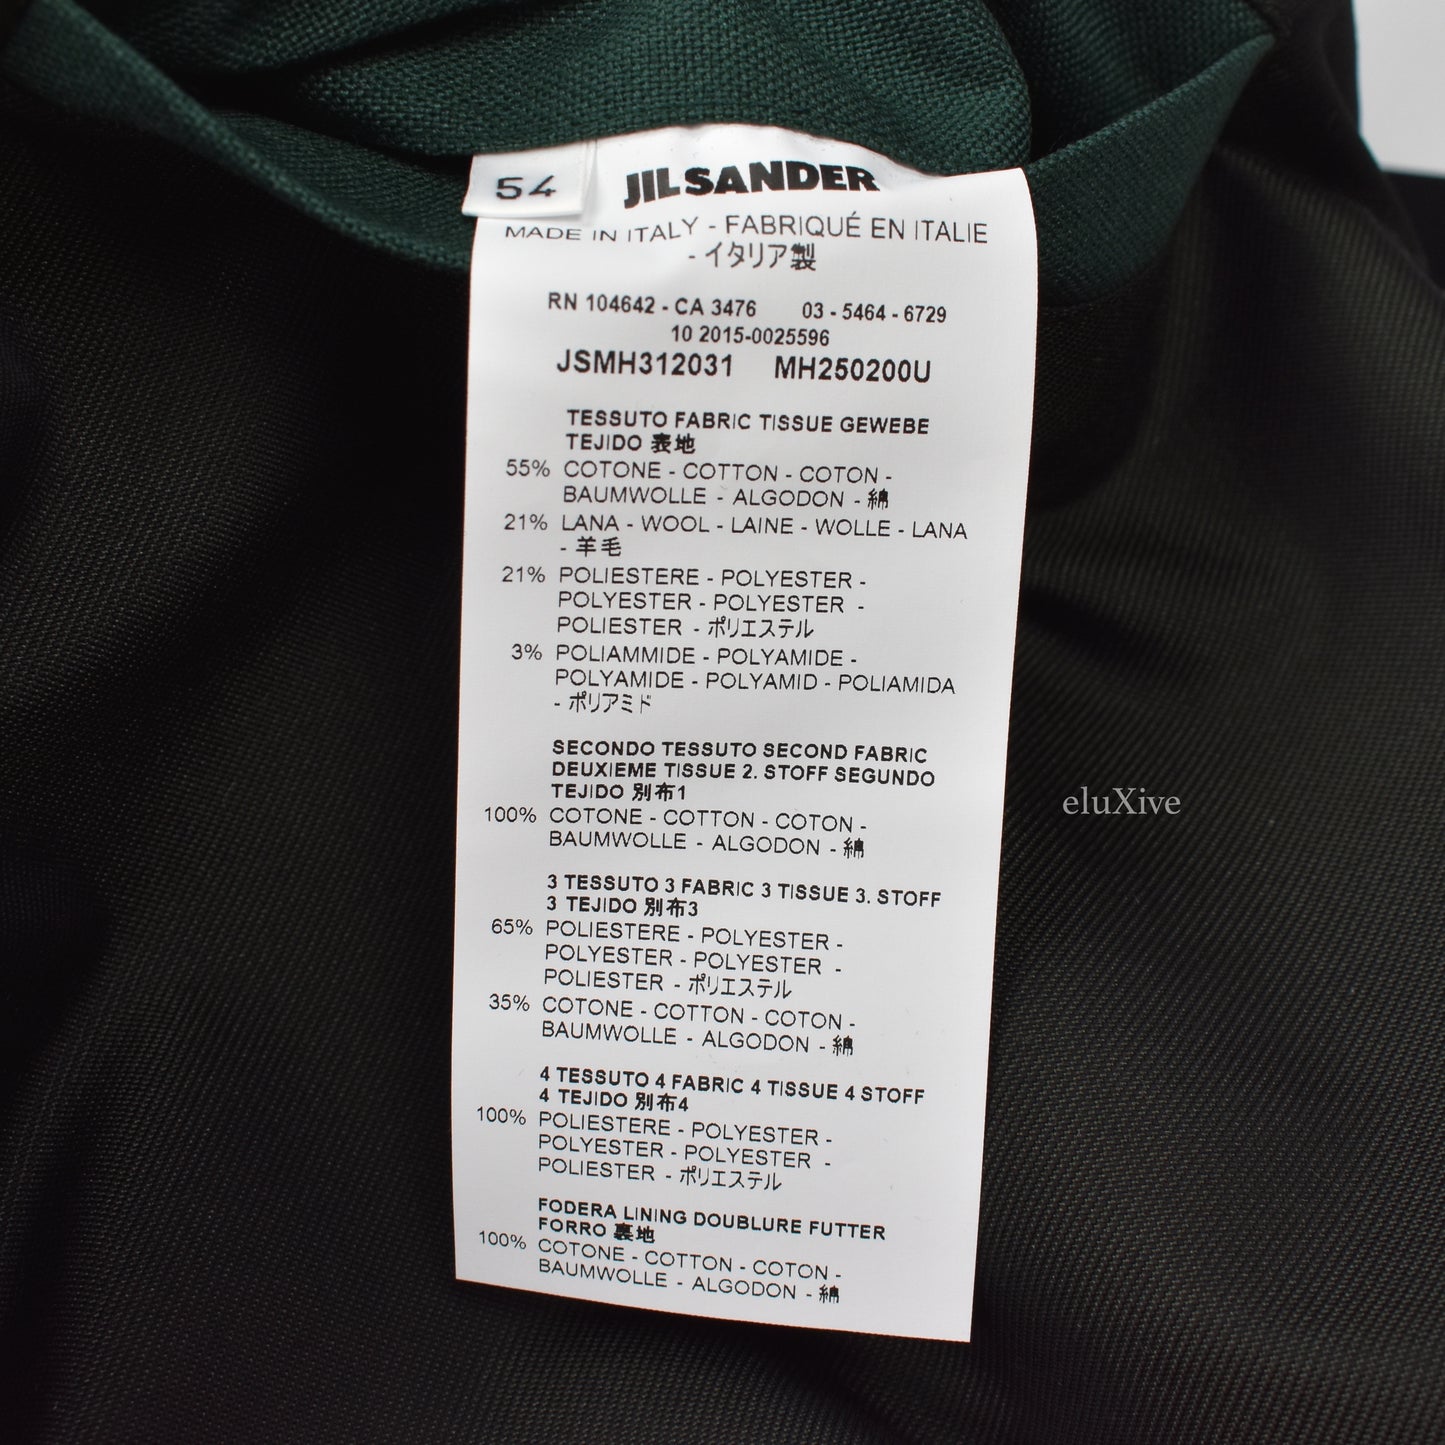 54
JIL SANDER
MADE IN ITALY - FABRIQUÉ EN ITALIE
- イタリア製
RN 104642 - CA 3476 03 - 5464 - 6729
10 2015-0025596
JSMH312031 MH250200U
TESSUTO FABRIC TISSUE GEWEBE
TEJIDO 表地
55% COTONE - COTTON - COTON -
BAUMWOLLE - ALGODON - 綿
21% LANA - WOOL - LAINE - WOLLE - LANA
- 羊毛
21% POLIESTERE - POLYESTER -
POLYESTER - POLYESTER -
POLIESTER - ポリエステル
3% POLIAMMIDE - POLYAMIDE -
POLYAMIDE - POLYAMID - POLIAMIDA
- ポリアミド
SECONDO TESSUTO SECOND FABRIC
DEUXIEME TISSUE 2. STOFF SEGUNDO
TEJIDO 別布1
100% COTONE - COTTON - COTON -
BAUMWOLLE - ALGODON - 綿
3 TESSUTO 3 FABRIC 3 TISSUE 3. STOFF
3 TEJIDO 別布3
65% POLIESTERE - POLYESTER -
POLYESTER - POLYESTER -
POLIESTER - ポリエステル
35% COTONE - COTTON - COTON -
BAUMWOLLE - ALGODON - 綿
4 TESSUTO 4 FABRIC 4 TISSUE 4 STOFF
4 TEJIDO 別布4
100% POLIESTERE - POLYESTER -
POLYESTER - POLYESTER -
POLIESTER - ポリエステル
FODERA LINING DOUBLURE FUTTER
FORRO 裏地
100% COTONE - COTTON - COTON -
BAUMWOLLE - ALGODON - 綿
eluXive